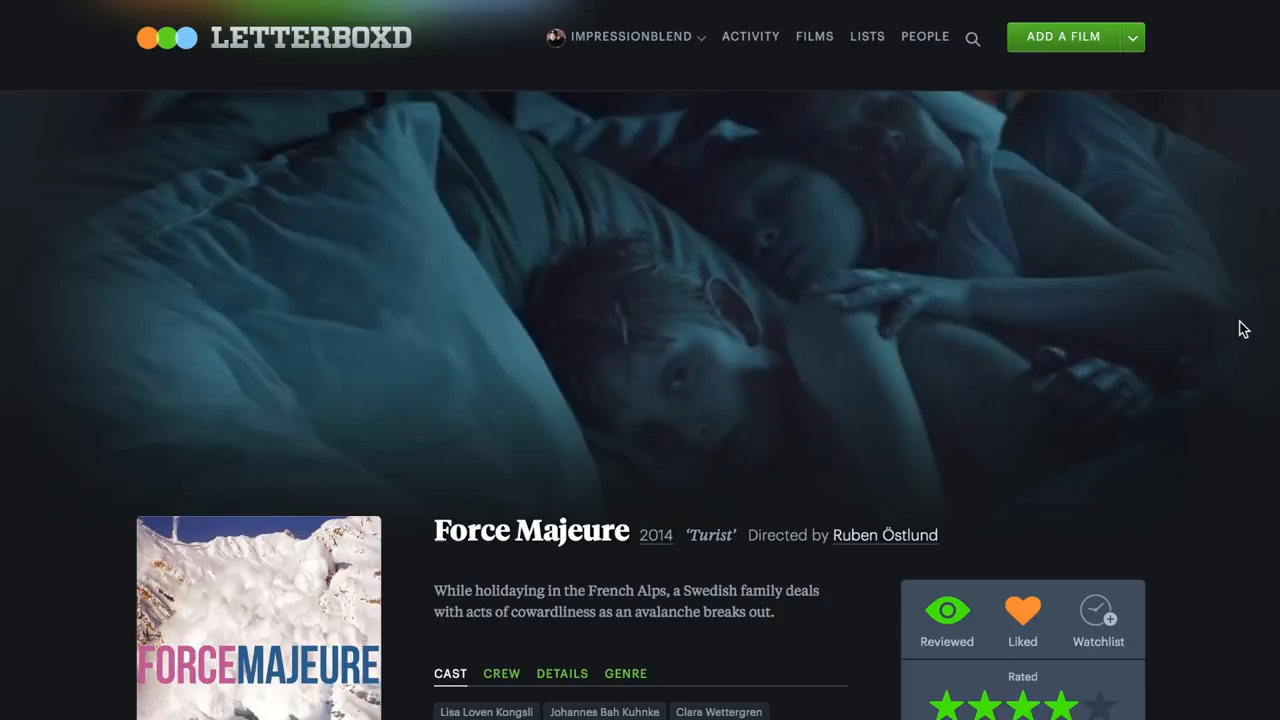 LETTERBOXD
IMPRESSIONBLEND ACTIVITY FILMS LISTS PEOPLE ADD A FILM
Force Majeure 2014 ‘Turist’ Directed by Ruben Östlund
While holidaying in the French Alps, a Swedish family deals
with acts of cowardliness as an avalanche breaks out.
CAST CREW DETAILS GENRE
Lisa Loven Kongsli Johannes Bah Kuhnke Clara Wettergren
FORCEMAJEURE
Reviewed Liked Watchlist
Rated